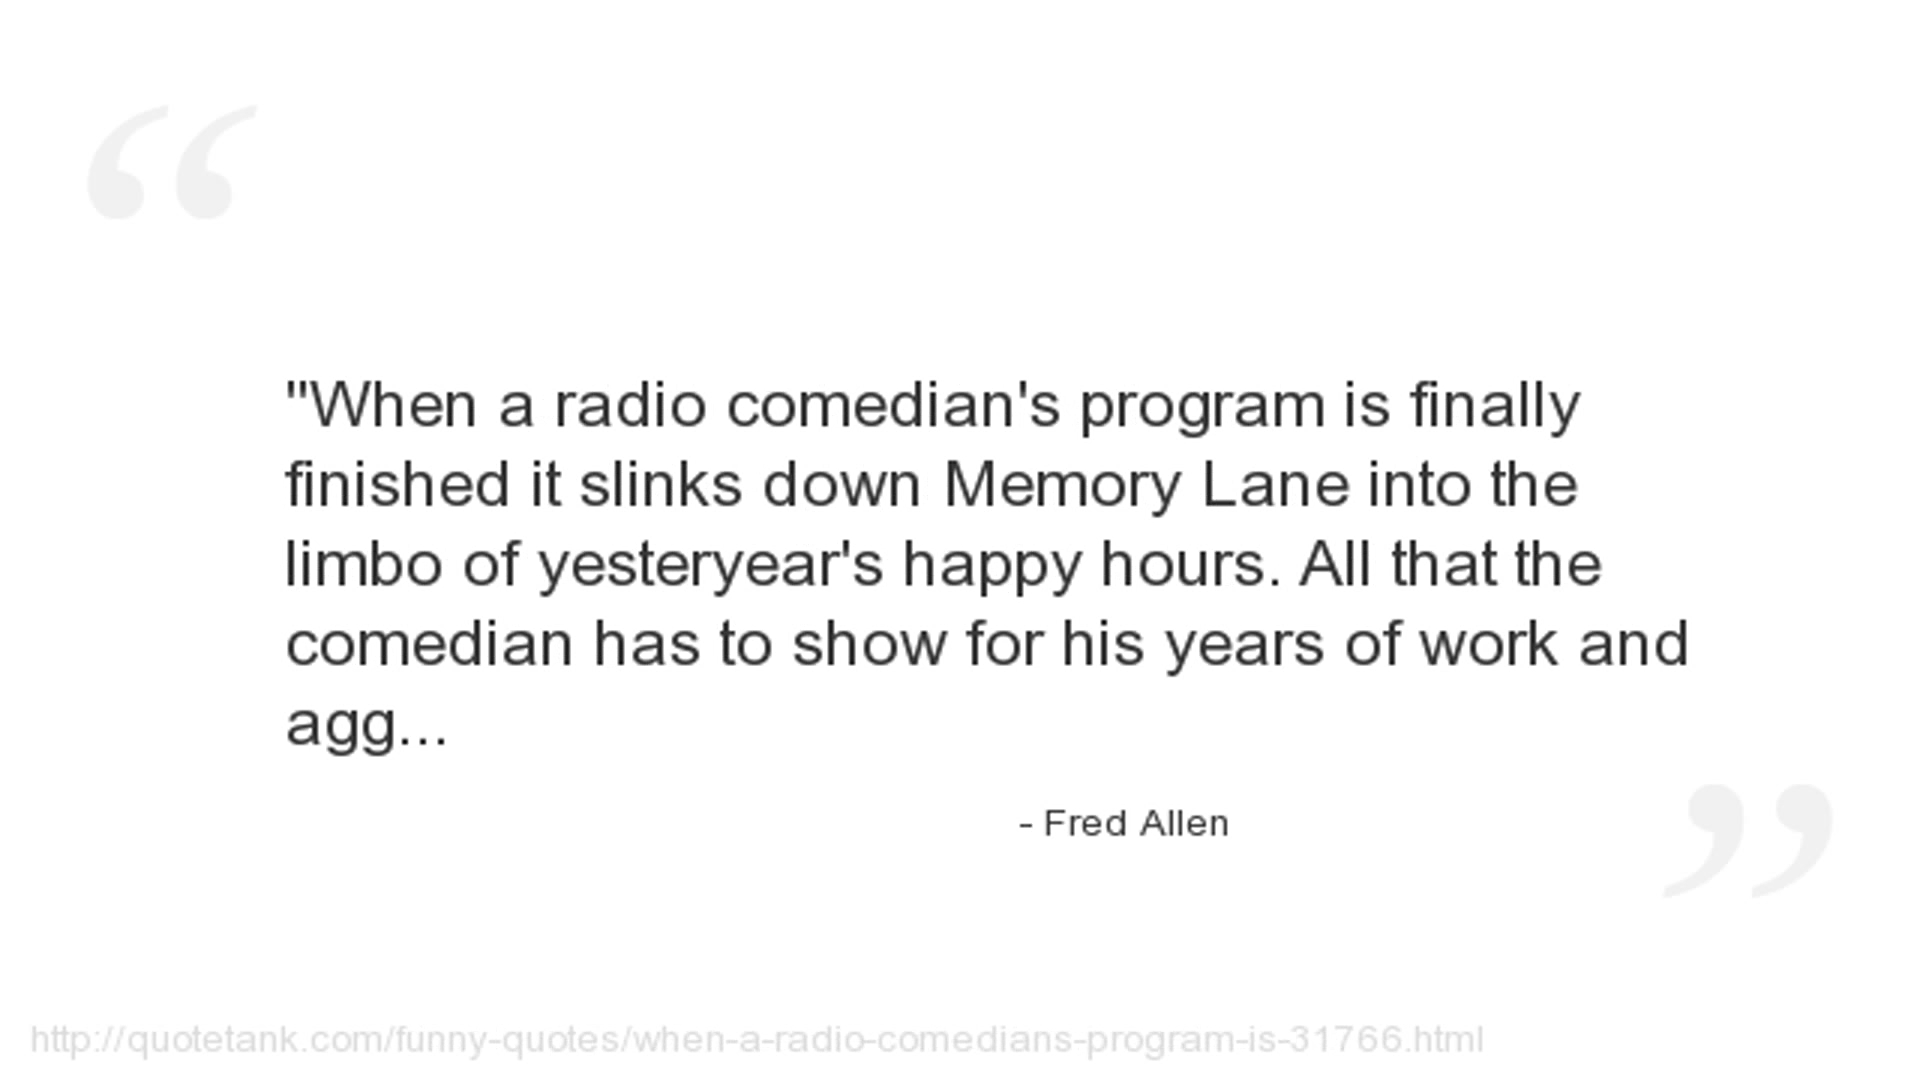 "When a radio comedian's program is finally
finished it slinks down Memory Lane into the
limbo of yesteryear's happy hours. All that the
comedian has to show for his years of work and
agg...
- Fred Allen
http://quotetank.com/funny-quotes/when-a-radio-comedians-program-is-31766.html